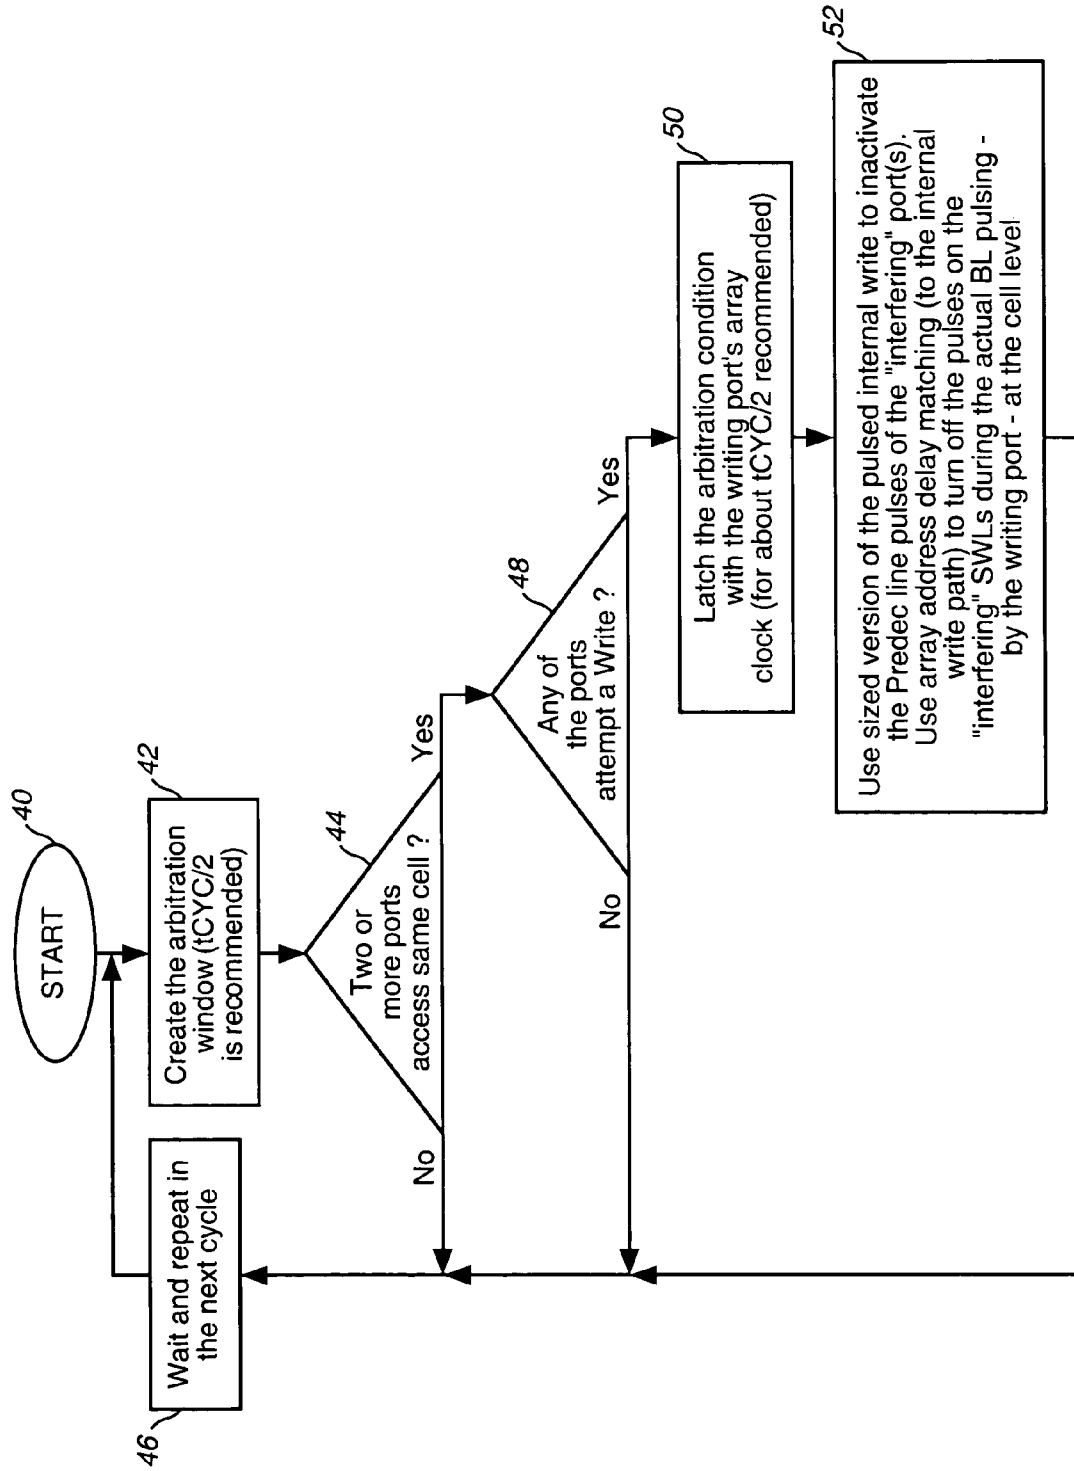 START
40
Create the arbitration
window (tCYC/2
is recommended)
42
Wait and repeat in
the next cycle
46
Two or
more ports
access same cell ?
44
No
Yes
Any of
the ports
attempt a Write ?
48
No
Yes
Latch the arbitration condition
with the writing port's array
clock (for about tCYC/2 recommended)
50
Use sized version of the pulsed internal write to inactivate
the Predec line pulses of the "interfering" port(s).
Use array address delay matching (to the internal
write path) to turn off the pulses on the
"interfering" SWLs during the actual BL pulsing -
by the writing port - at the cell level
52